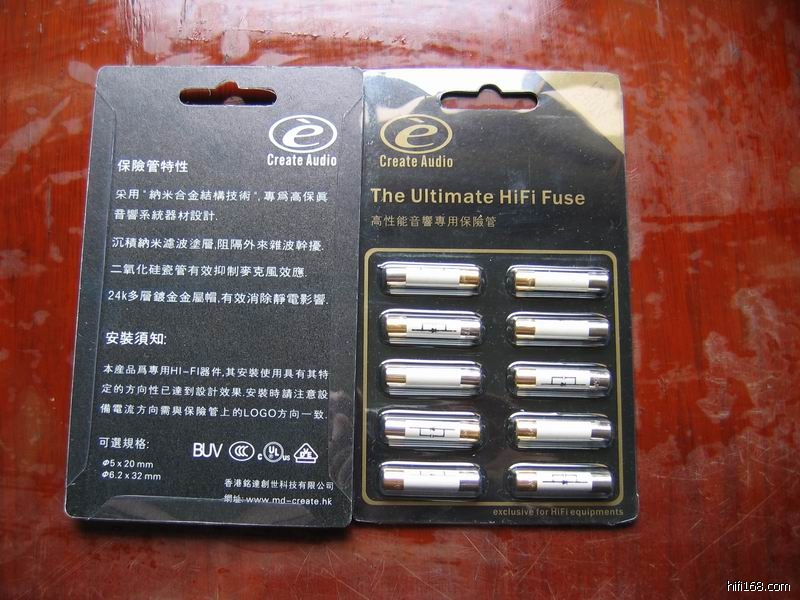 è
Create Audio
保險管特性
采用"納米合金結構技術",專爲高保眞
音響系統器材設計.
沉積納米濾波塗層,阻隔外來雜波幹擾.
二氧化硅瓷管有效抑制麥克風效應.
24k多層鍍金金屬帽,有效消除靜電影響.
安裝須知:
本産品爲專用HI-FI器件,其安裝使用具有其特
定的方向性已達到設計效果.安裝時請注意設
備電流方向需與保險管上的LOGO方向一致.
可選規格:
Φ5x20mm
Φ6.2x32mm
BUV CCC c UL us
香港銘達創世科技有限公司
網址: www.md-create.hk
è
Create Audio
The Ultimate HiFi Fuse
高性能音響專用保險管
exclusive for HiFi equipments
hifi168.com